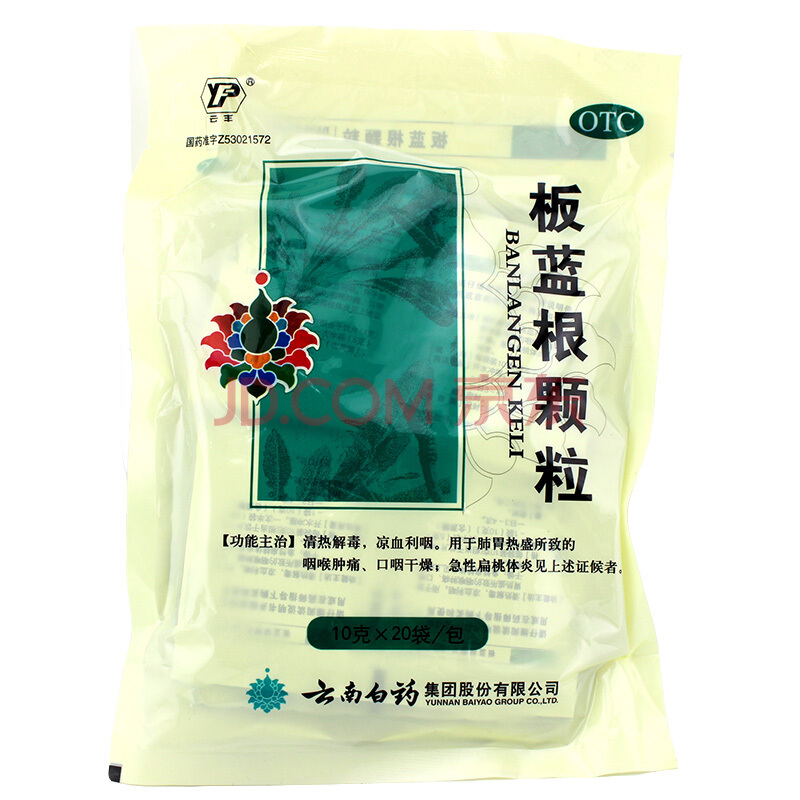 YF®
云丰
国药准字Z53021572
OTC
板蓝根颗粒
BANLANGEN KELI
JD.COM 京东
【功能主治】清热解毒，凉血利咽。用于肺胃热盛所致的
咽喉肿痛、口咽干燥；急性扁桃体炎见上述证候者。
10克×20袋/包
云南白药集团股份有限公司
YUNNAN BAIYAO GROUP CO.,LTD.